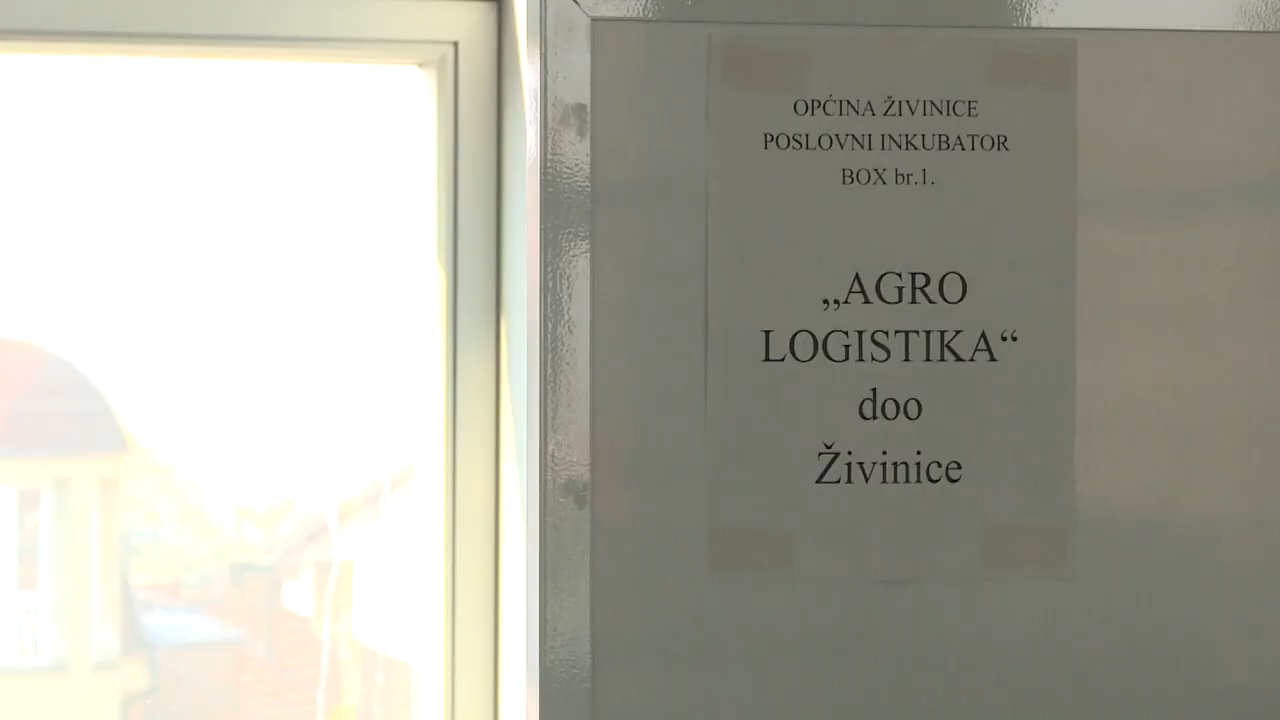 OPĆINA ŽIVINICE
POSLOVNI INKUBATOR
BOX br.1.
„AGRO
LOGISTIKA“
doo
Živinice